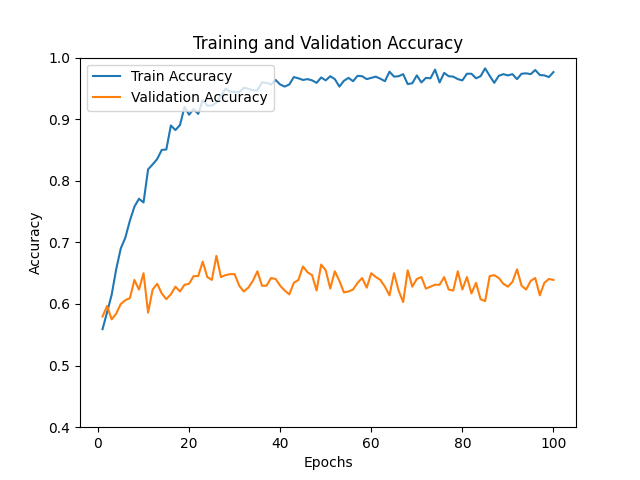 Training and Validation Accuracy
Train Accuracy
Validation Accuracy
1.0
0.9
0.8
0.7
0.6
0.5
0.4
Accuracy
0 20 40 60 80 100
Epochs